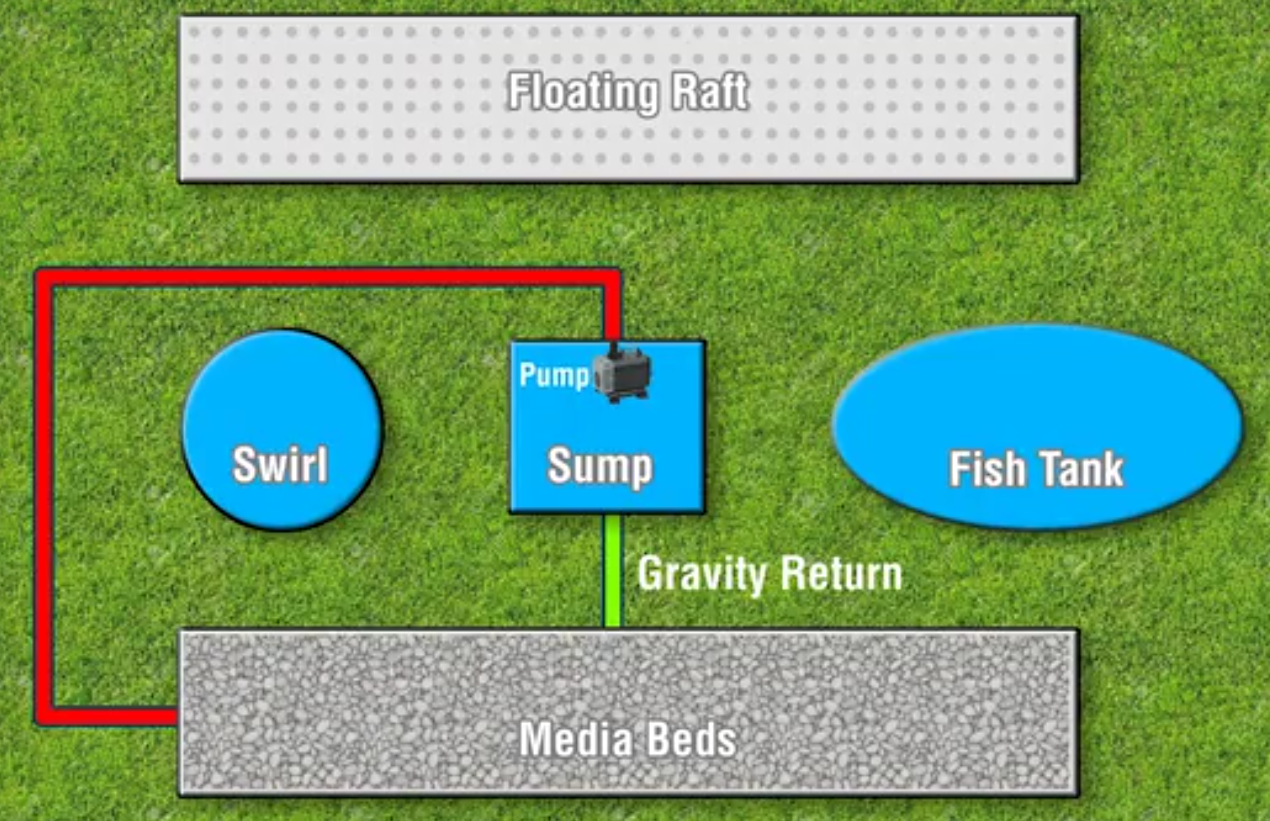 Floating Raft
Pump
Swirl
Sump
Fish Tank
Gravity Return
Media Beds